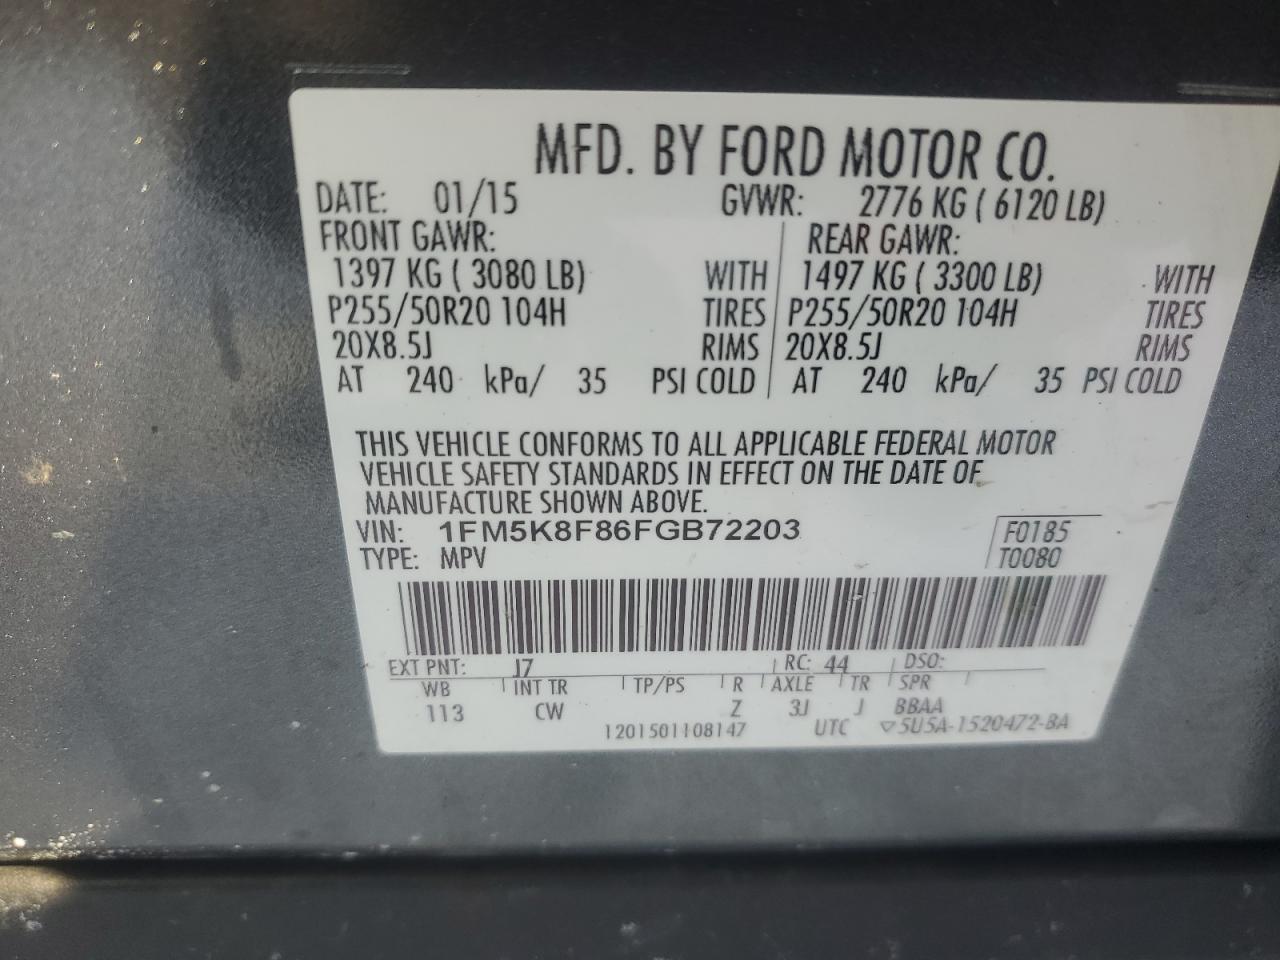 MFD. BY FORD MOTOR CO.
DATE: 01/15 GVWR: 2776 KG ( 6120 LB)
FRONT GAWR: REAR GAWR:
1397 KG ( 3080 LB) WITH 1497 KG ( 3300 LB) WITH
P255/50R20 104H TIRES P255/50R20 104H TIRES
20X8.5J RIMS 20X8.5J RIMS
AT 240 kPa/ 35 PSI COLD AT 240 kPa/ 35 PSI COLD
THIS VEHICLE CONFORMS TO ALL APPLICABLE FEDERAL MOTOR
VEHICLE SAFETY STANDARDS IN EFFECT ON THE DATE OF
MANUFACTURE SHOWN ABOVE.
VIN: 1FM5K8F86FGB72203 F0185
TYPE: MPV T0080
EXT PNT: J7 RC: 44 DSO:
WB INT TR TP/PS R AXLE TR SPR
113 CW Z 3J J BBAA
1201501108147 UTC ▽5U5A-1520472-BA